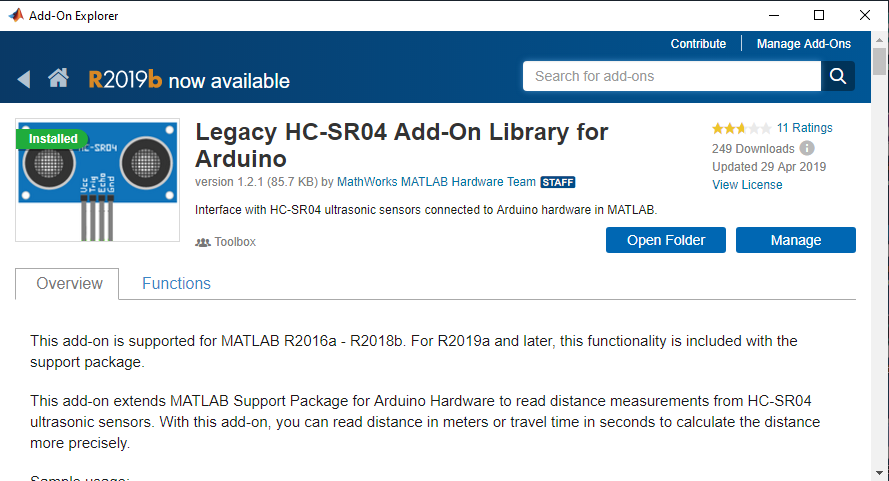 Add-On Explorer
Contribute
Manage Add-Ons
R2019b now available
Search for add-ons
Installed
HC-SR04
Vcc
Trig
Echo
Gnd
Legacy HC-SR04 Add-On Library for
Arduino
version 1.2.1 (85.7 KB) by MathWorks MATLAB Hardware Team STAFF
Interface with HC-SR04 ultrasonic sensors connected to Arduino hardware in MATLAB.
Toolbox
11 Ratings
249 Downloads
Updated 29 Apr 2019
View License
Open Folder
Manage
Overview
Functions
This add-on is supported for MATLAB R2016a - R2018b. For R2019a and later, this functionality is included with the
support package.
This add-on extends MATLAB Support Package for Arduino Hardware to read distance measurements from HC-SR04
ultrasonic sensors. With this add-on, you can read distance in meters or travel time in seconds to calculate the distance
more precisely.
Sample usage: